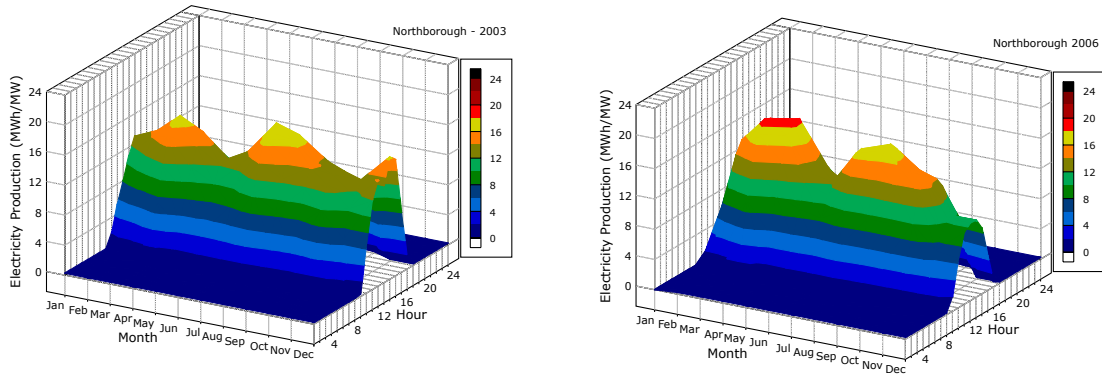 Northborough - 2003
Electricity Production (MWh/MW)
24
20
16
12
8
4
0
Jan Feb Mar Apr May Jun Jul Aug Sep Oct Nov Dec
Month
4 8 12 16 20 24
Hour
24
20
16
12
8
4
0
Northborough 2006
Electricity Production (MWh/MW)
24
20
16
12
8
4
0
Jan Feb Mar Apr May Jun Jul Aug Sep Oct Nov Dec
Month
4 8 12 16 20 24
Hour
24
20
16
12
8
4
0